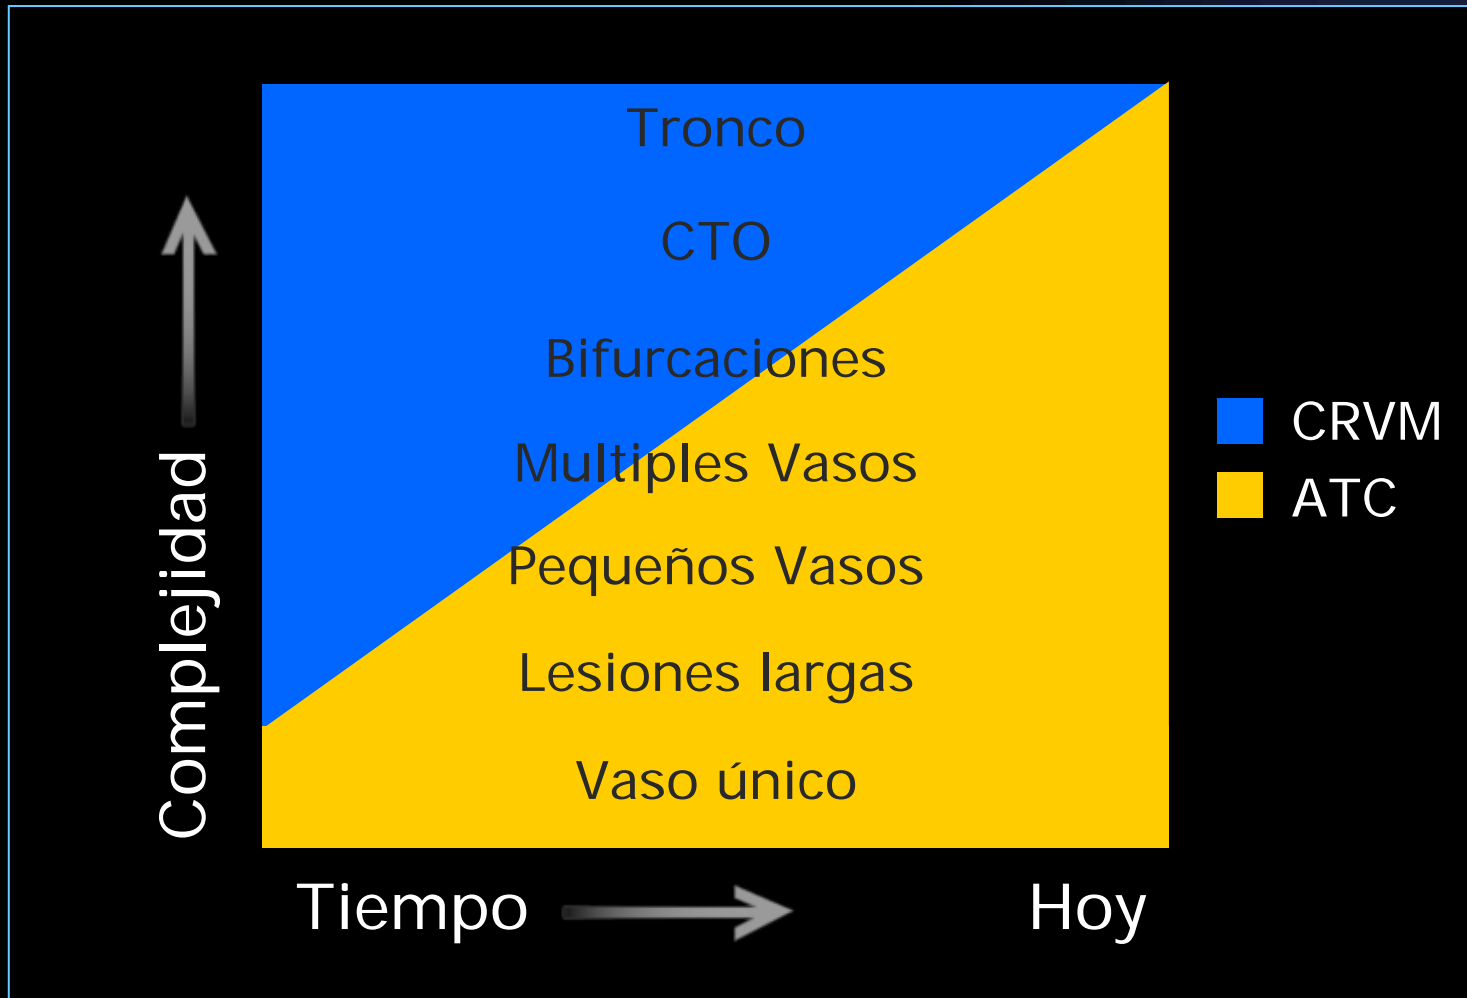 Tronco
CTO
Bifurcaciones
Multiples Vasos
Pequeños Vasos
Lesiones largas
Vaso único
Complejidad
Tiempo
Hoy
CRVM
ATC